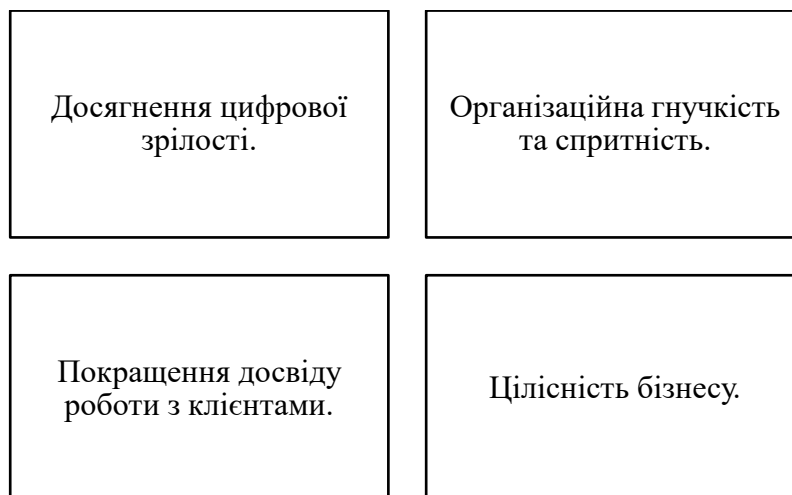 Досягнення цифрової
зрілості.
Організаційна гнучкість
та спритність.
Покращення досвіду
роботи з клієнтами.
Цілісність бізнесу.